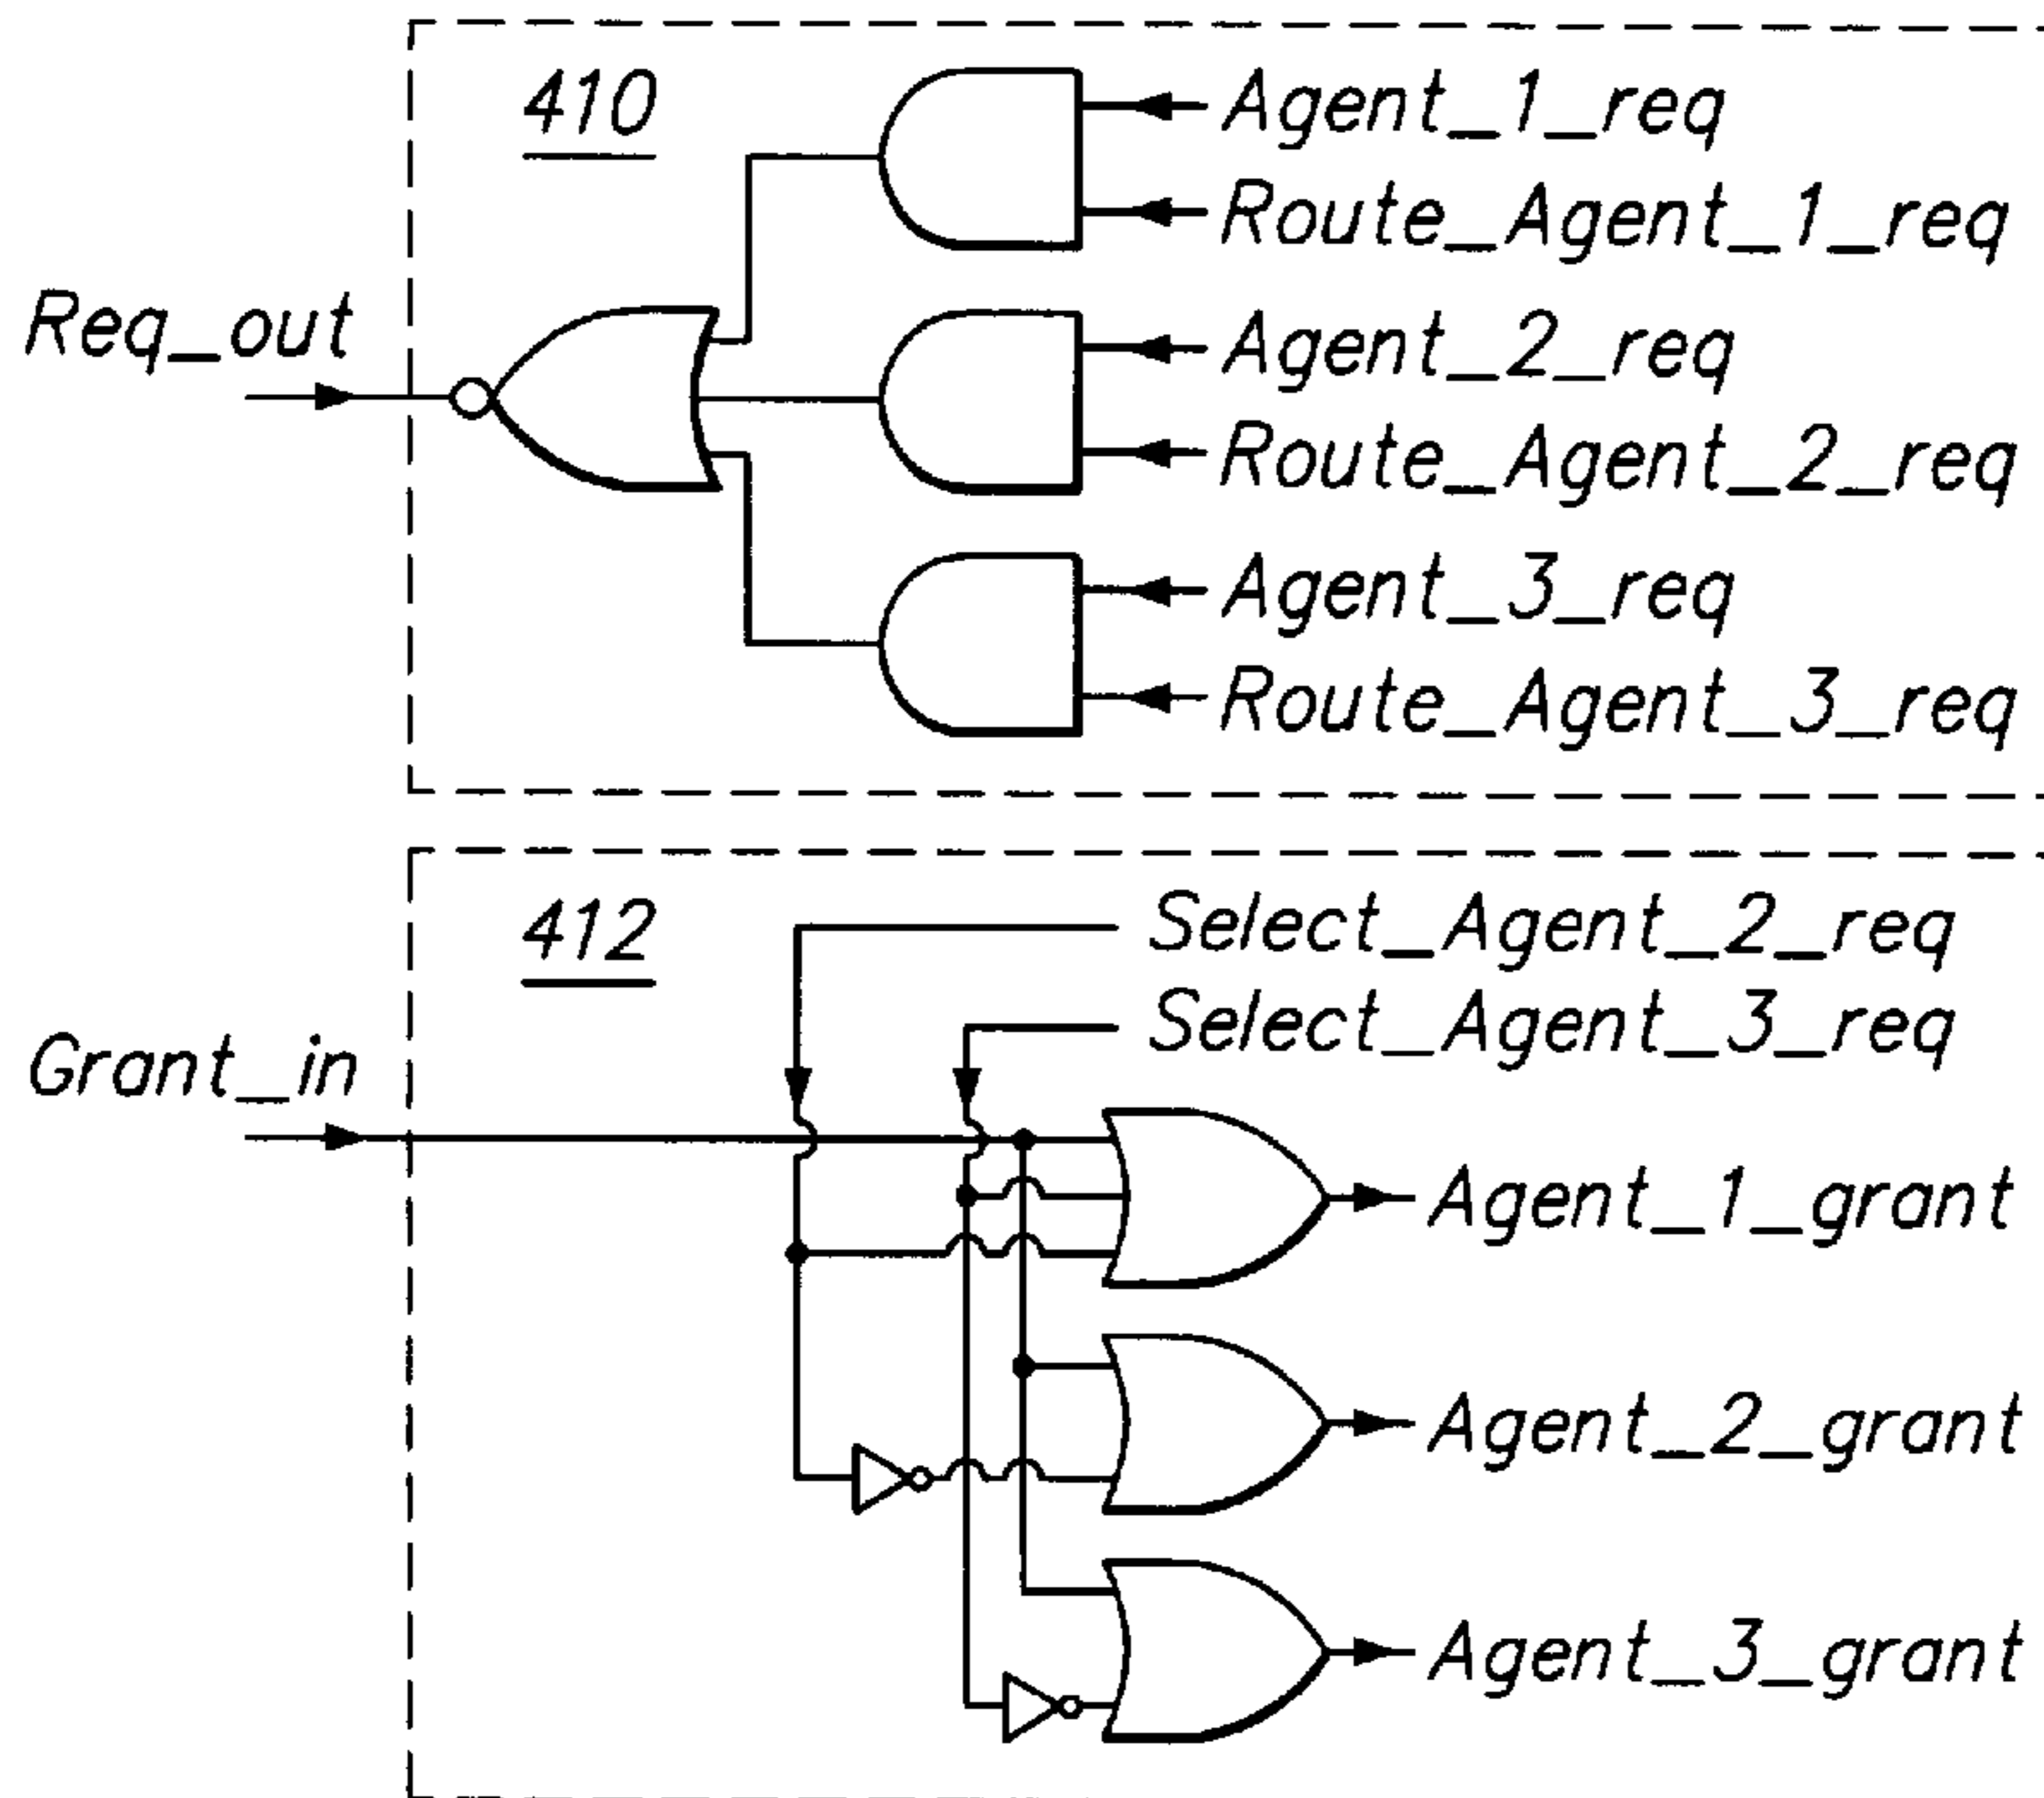 410
Agent_1_req
Route_Agent_1_req
Req_out
Agent_2_req
Route_Agent_2_req
Agent_3_req
Route_Agent_3_req
412
Select_Agent_2_req
Select_Agent_3_req
Grant_in
Agent_1_grant
Agent_2_grant
Agent_3_grant